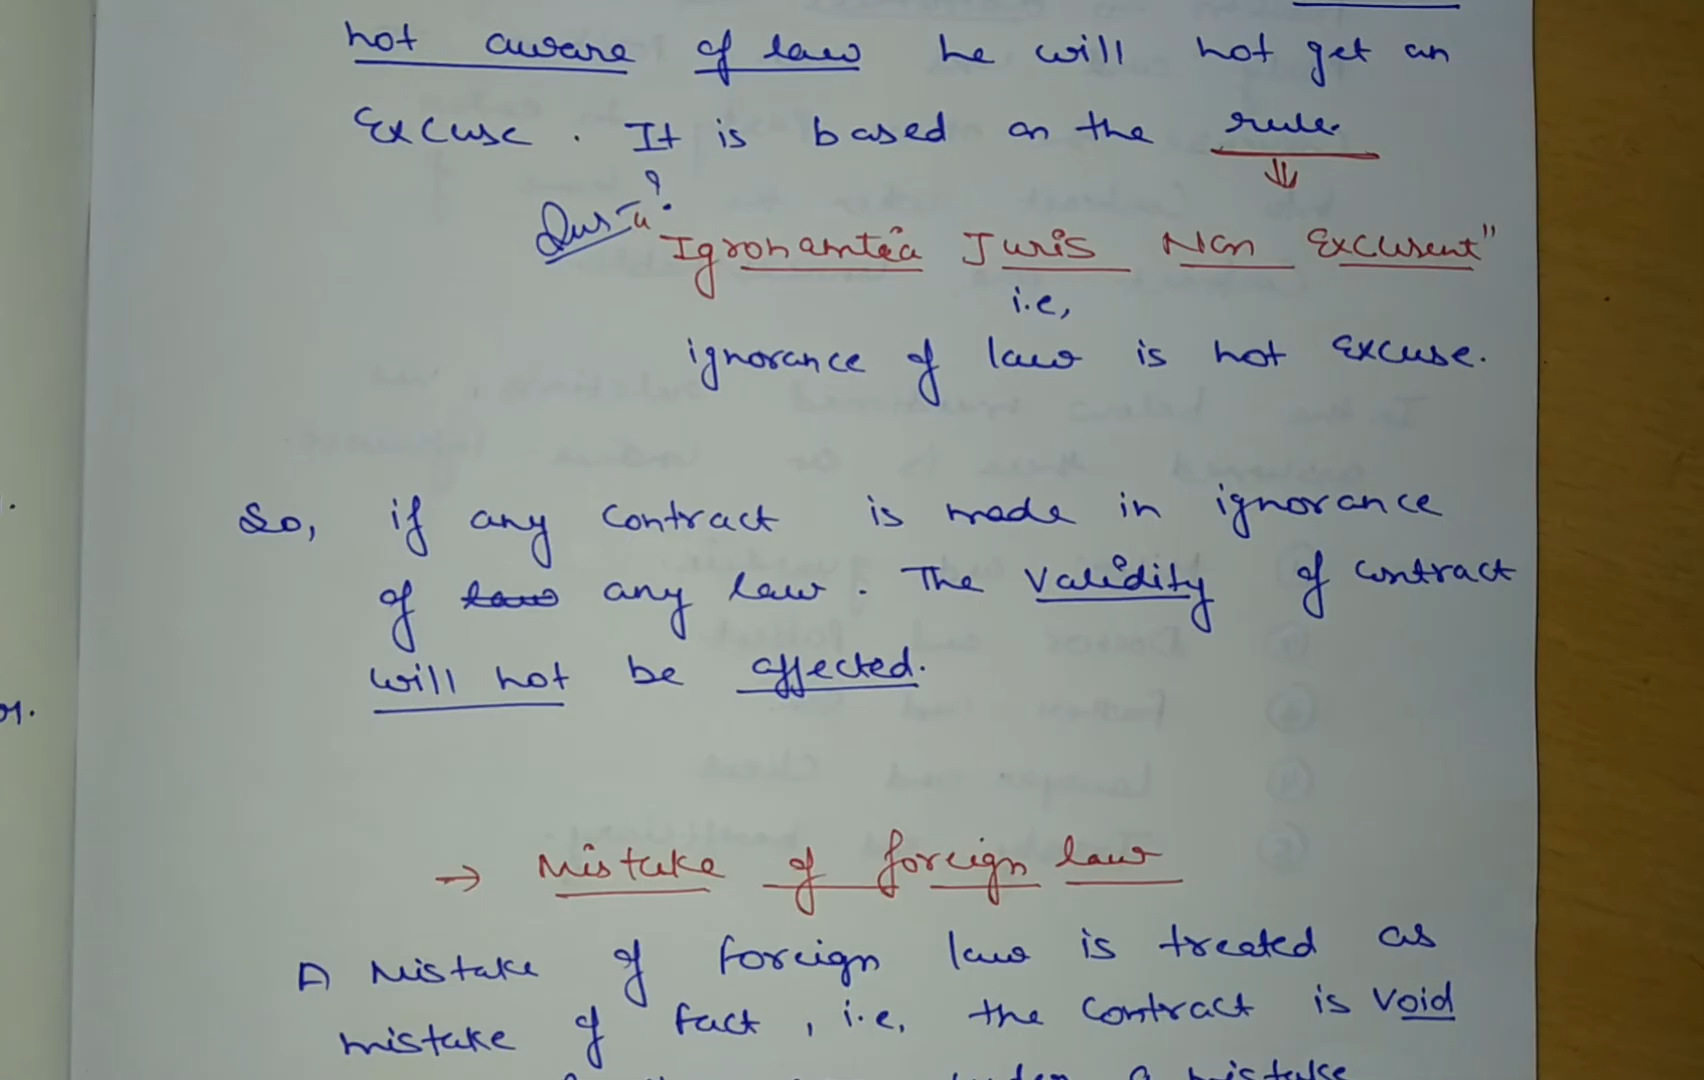 not aware of law he will not get an
Excuse. It is based on the rule.
Qus-?
"Igronamtia Juris Non Excusent"
i.e,
ignorance of law is not excuse.
So, if any contract is made in ignorance
of law any law. The validity of contract
will not be affected.
→ Mistake of foreign law
A Mistake of foreign law is treated as
mistake of fact, i.e, the contract is void
a mistake